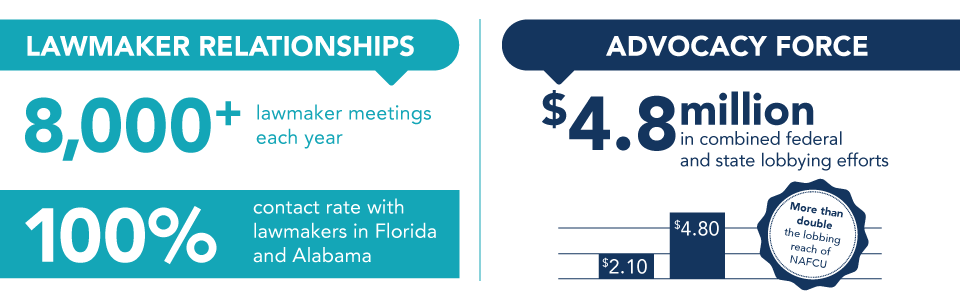 LAWMAKER RELATIONSHIPS
8,000+
lawmaker meetings
each year
100%
contact rate with
lawmakers in Florida
and Alabama
ADVOCACY FORCE
$4.8 million
in combined federal
and state lobbying efforts
$2.10
$4.80
More than
double
the lobbing
reach of
NAFCU